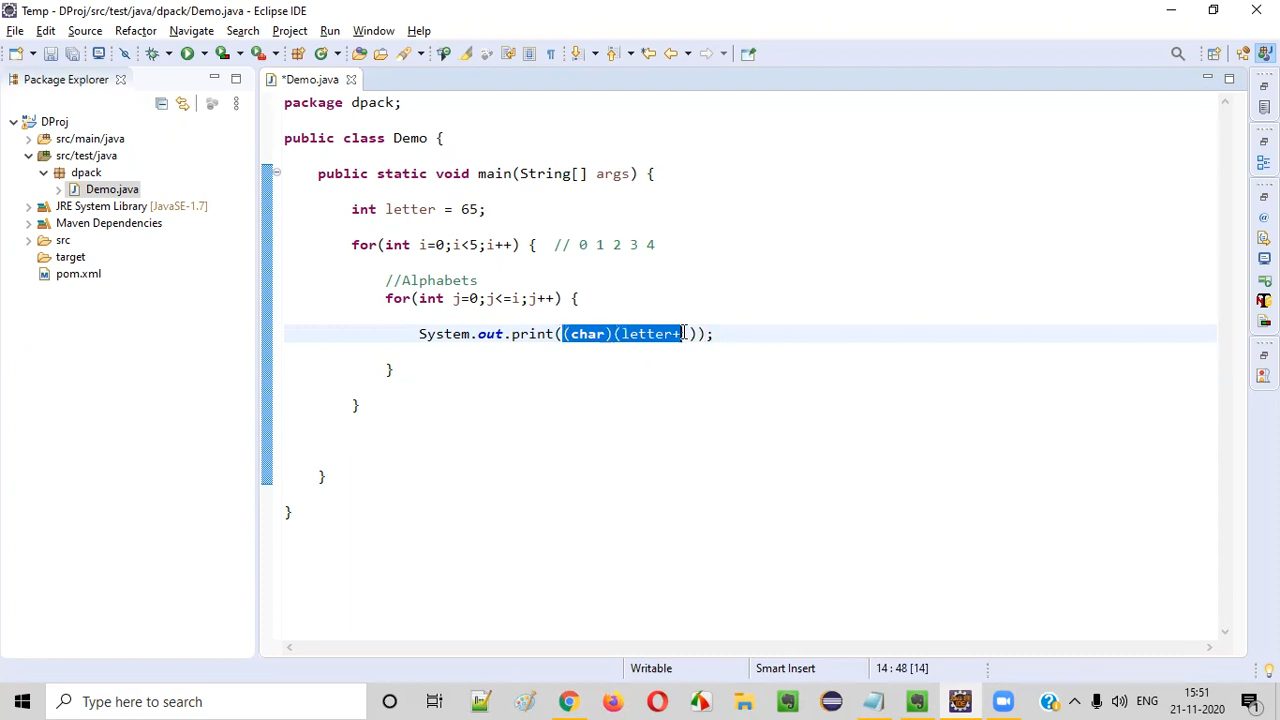 Temp - DProj/src/test/java/dpack/Demo.java - Eclipse IDE
File Edit Source Refactor Navigate Search Project Run Window Help
Package Explorer
*Demo.java
DProj
src/main/java
src/test/java
dpack
Demo.java
JRE System Library [JavaSE-1.7]
Maven Dependencies
src
target
pom.xml
package dpack;
public class Demo {
public static void main(String[] args) {
int letter = 65;
for(int i=0;i<5;i++) {  // 0 1 2 3 4
//Alphabets
for(int j=0;j<=i;j++) {
System.out.print((char)(letter+ ));
}
}
}
}
Writable Smart Insert 14 : 48 [14]
Type here to search
ENG
15:51
21-11-2020